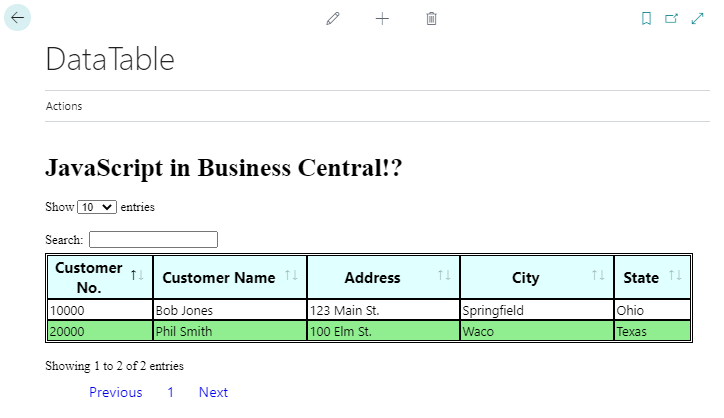 DataTable
Actions
JavaScript in Business Central!?
Show 10 entries
Search:
Customer No. Customer Name Address City State
10000 Bob Jones 123 Main St. Springfield Ohio
20000 Phil Smith 100 Elm St. Waco Texas
Showing 1 to 2 of 2 entries
Previous 1 Next